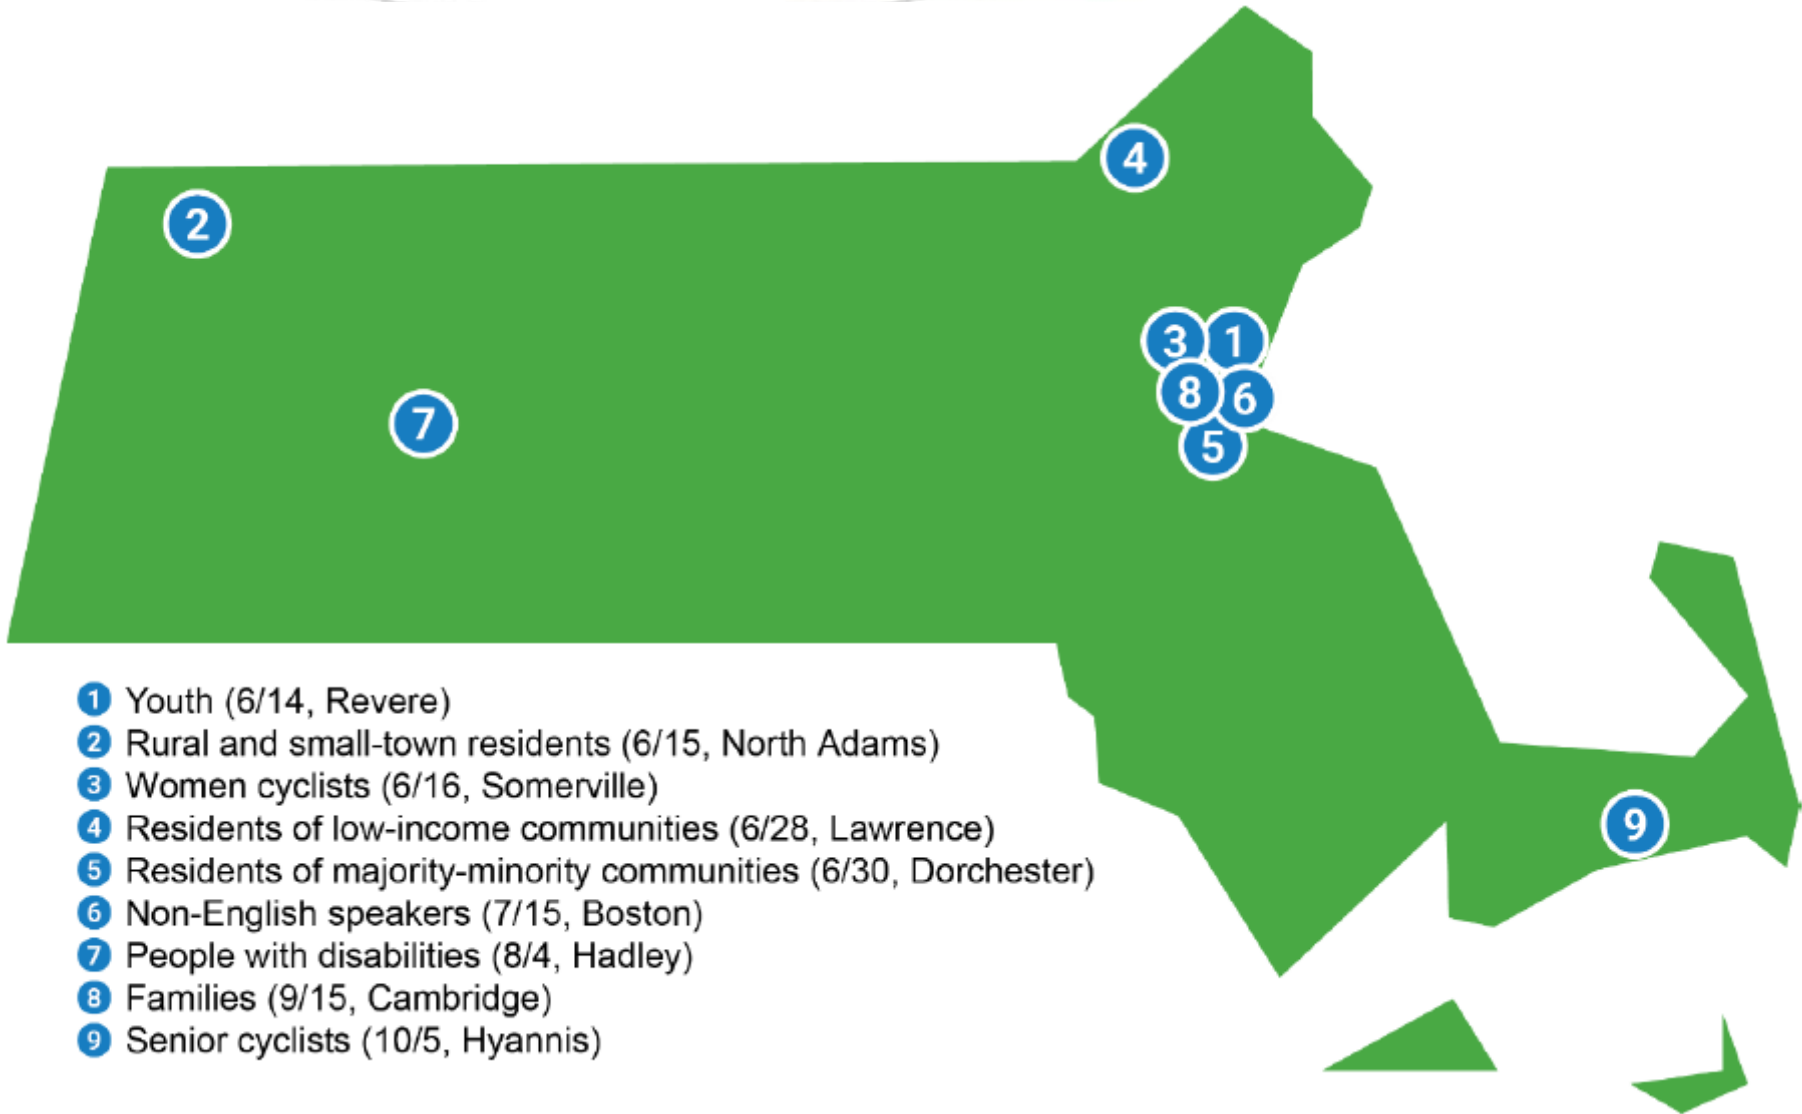 4
2
3 1
8 6
7
5
9
1 Youth (6/14, Revere)
2 Rural and small-town residents (6/15, North Adams)
3 Women cyclists (6/16, Somerville)
4 Residents of low-income communities (6/28, Lawrence)
5 Residents of majority-minority communities (6/30, Dorchester)
6 Non-English speakers (7/15, Boston)
7 People with disabilities (8/4, Hadley)
8 Families (9/15, Cambridge)
9 Senior cyclists (10/5, Hyannis)